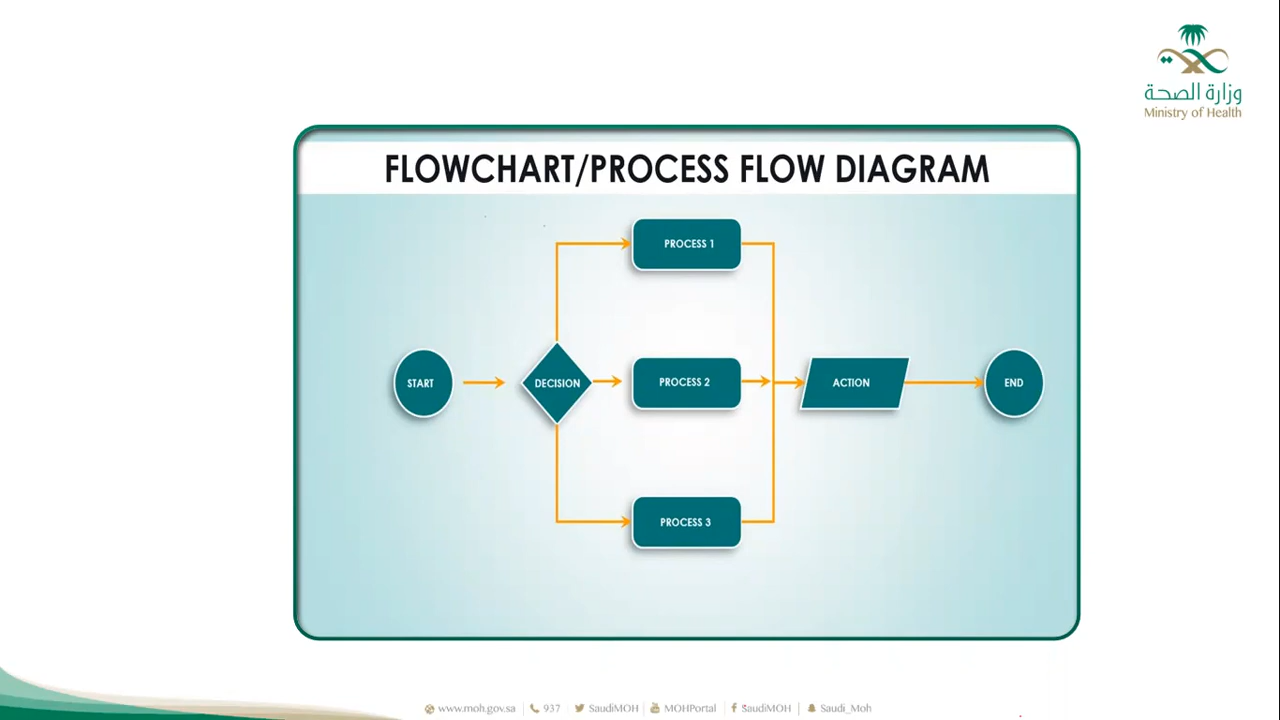 وزارة الصحة
Ministry of Health
FLOWCHART/PROCESS FLOW DIAGRAM
PROCESS 1
START
DECISION
PROCESS 2
ACTION
END
PROCESS 3
www.moh.gov.sa 937 SaudiMOH MOHPortal SaudiMOH Saudi_Moh